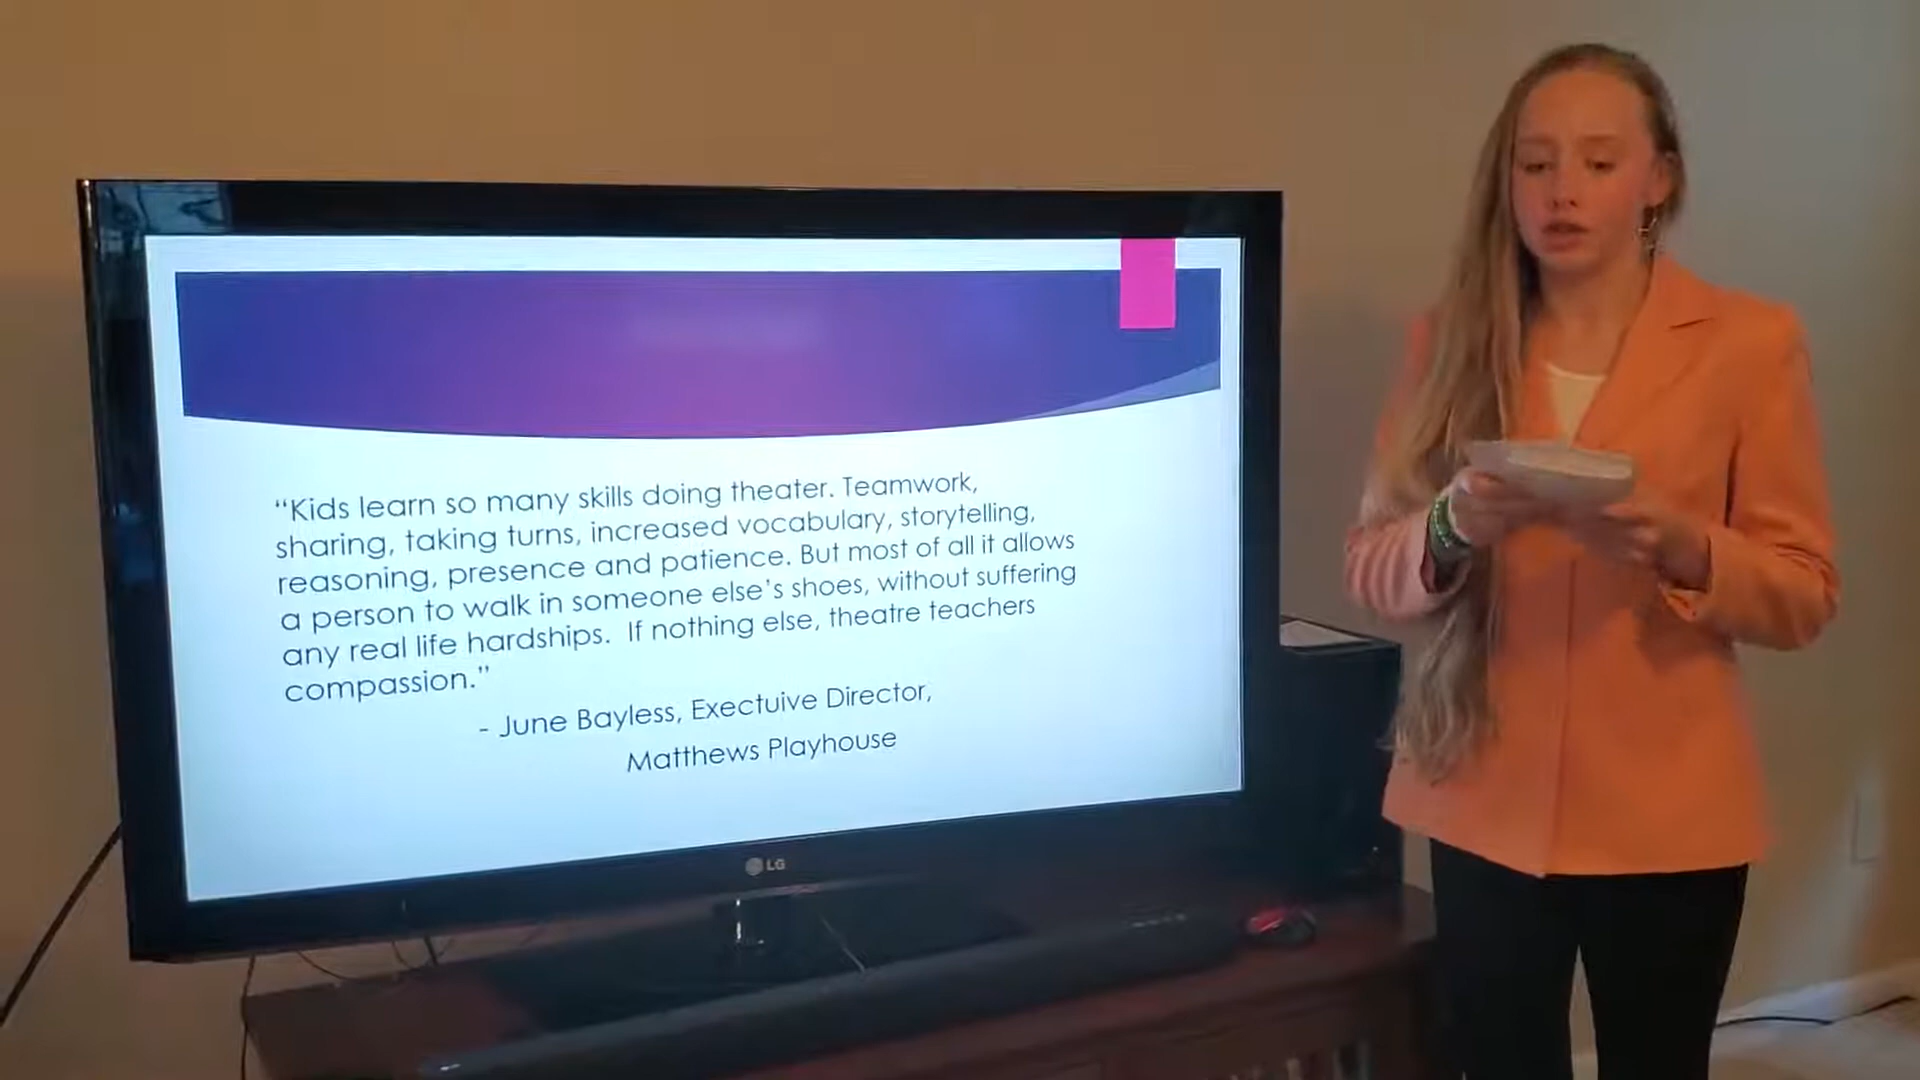 “Kids learn so many skills doing theater. Teamwork,
sharing, taking turns, increased vocabulary, storytelling,
reasoning, presence and patience. But most of all it allows
a person to walk in someone else’s shoes, without suffering
any real life hardships.  If nothing else, theatre teachers
compassion.”
- June Bayless, Exectuive Director,
Matthews Playhouse
LG